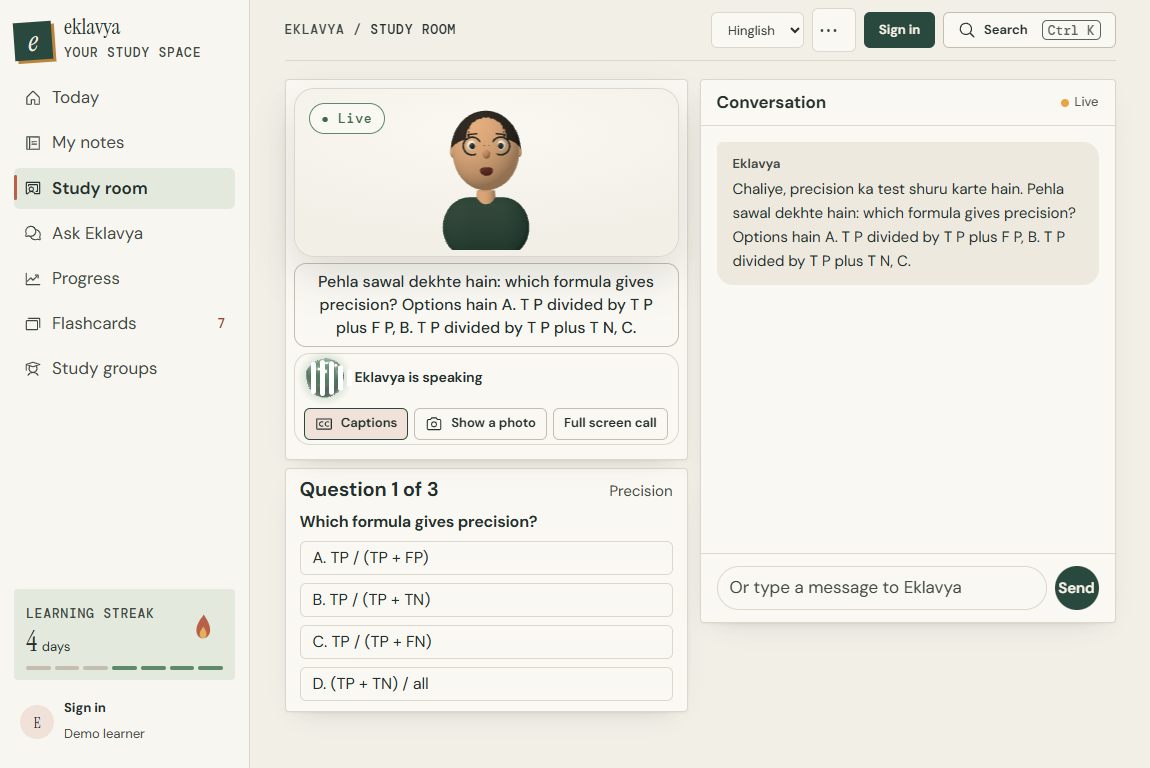 e
eklavya
YOUR STUDY SPACE
Today
My notes
Study room
Ask Eklavya
Progress
Flashcards 7
Study groups
LEARNING STREAK
4 days
E
Sign in
Demo learner
EKLAVYA / STUDY ROOM
Hinglish
...
Sign in
Search Ctrl K
• Live
Pehla sawal dekhte hain: which formula gives
precision? Options hain A. T P divided by T P
plus F P, B. T P divided by T P plus T N, C.
Eklavya is speaking
CC Captions
Show a photo
Full screen call
Question 1 of 3 Precision
Which formula gives precision?
A. TP / (TP + FP)
B. TP / (TP + TN)
C. TP / (TP + FN)
D. (TP + TN) / all
Conversation Live
Eklavya
Chaliye, precision ka test shuru karte hain. Pehla
sawal dekhte hain: which formula gives precision?
Options hain A. T P divided by T P plus F P, B. T P
divided by T P plus T N, C.
Or type a message to Eklavya
Send